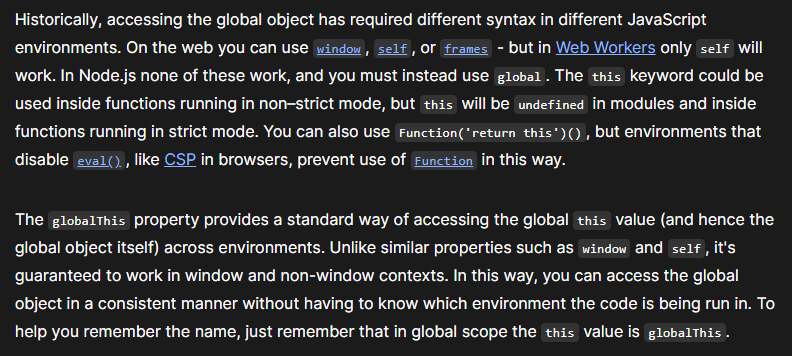 Historically, accessing the global object has required different syntax in different JavaScript
environments. On the web you can use window, self, or frames - but in Web Workers only self will
work. In Node.js none of these work, and you must instead use global. The this keyword could be
used inside functions running in non–strict mode, but this will be undefined in modules and inside
functions running in strict mode. You can also use Function('return this')(), but environments that
disable eval(), like CSP in browsers, prevent use of Function in this way.
The globalThis property provides a standard way of accessing the global this value (and hence the
global object itself) across environments. Unlike similar properties such as window and self, it's
guaranteed to work in window and non-window contexts. In this way, you can access the global
object in a consistent manner without having to know which environment the code is being run in. To
help you remember the name, just remember that in global scope the this value is globalThis.